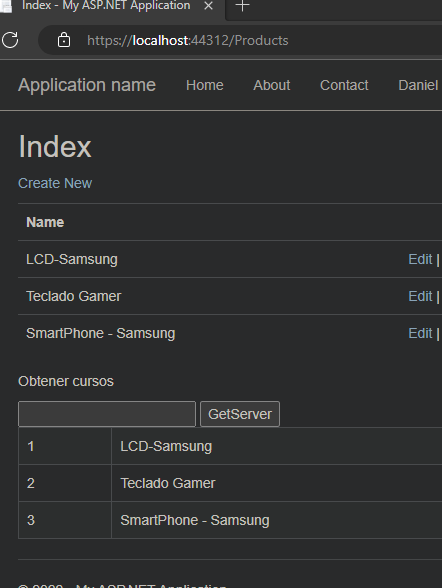 Index - My ASP.NET Application
https://localhost:44312/Products
Application name Home About Contact Daniel
Index
Create New
Name
LCD-Samsung Edit |
Teclado Gamer Edit |
SmartPhone - Samsung Edit |
Obtener cursos
GetServer
1 LCD-Samsung
2 Teclado Gamer
3 SmartPhone - Samsung
My ASP.NET Application